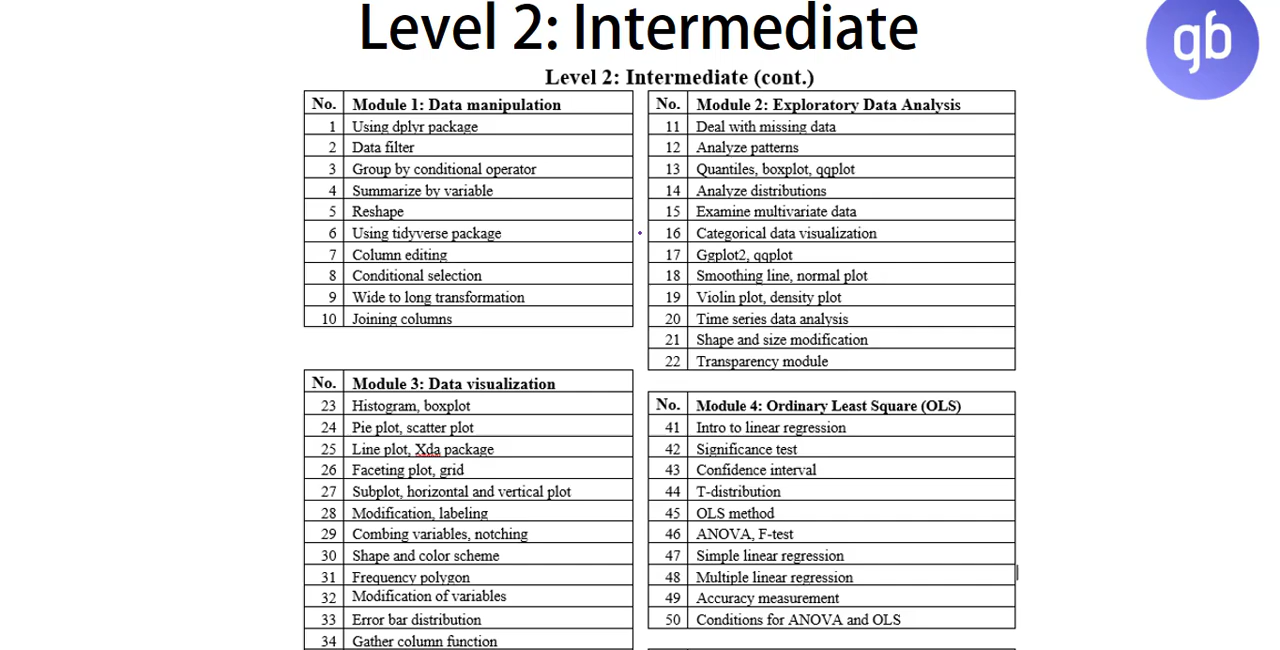 Level 2: Intermediate
gb
Level 2: Intermediate (cont.)
No. Module 1: Data manipulation
1 Using dplyr package
2 Data filter
3 Group by conditional operator
4 Summarize by variable
5 Reshape
6 Using tidyverse package
7 Column editing
8 Conditional selection
9 Wide to long transformation
10 Joining columns
No. Module 2: Exploratory Data Analysis
11 Deal with missing data
12 Analyze patterns
13 Quantiles, boxplot, qqplot
14 Analyze distributions
15 Examine multivariate data
16 Categorical data visualization
17 Ggplot2, qqplot
18 Smoothing line, normal plot
19 Violin plot, density plot
20 Time series data analysis
21 Shape and size modification
22 Transparency module
No. Module 3: Data visualization
23 Histogram, boxplot
24 Pie plot, scatter plot
25 Line plot, Xda package
26 Faceting plot, grid
27 Subplot, horizontal and vertical plot
28 Modification, labeling
29 Combing variables, notching
30 Shape and color scheme
31 Frequency polygon
32 Modification of variables
33 Error bar distribution
34 Gather column function
No. Module 4: Ordinary Least Square (OLS)
41 Intro to linear regression
42 Significance test
43 Confidence interval
44 T-distribution
45 OLS method
46 ANOVA, F-test
47 Simple linear regression
48 Multiple linear regression
49 Accuracy measurement
50 Conditions for ANOVA and OLS